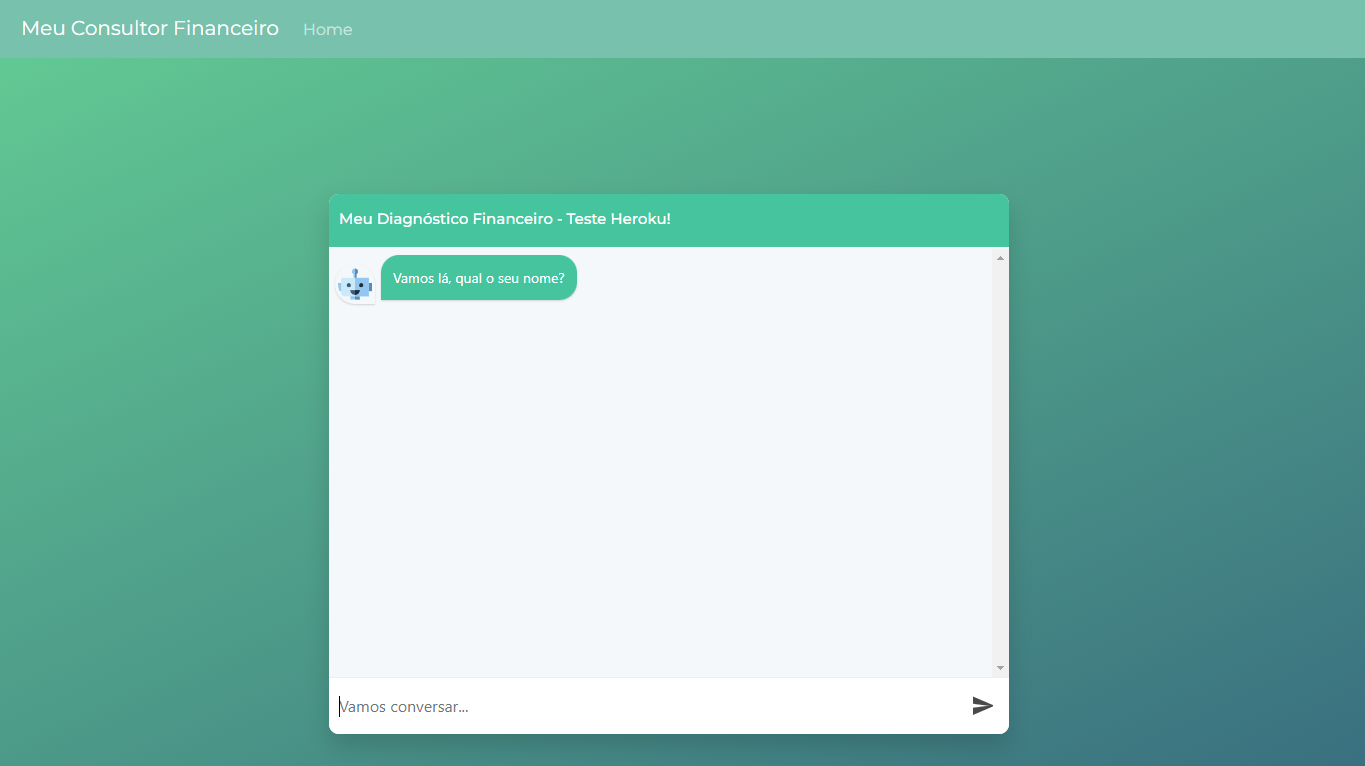 Meu Consultor Financeiro Home
Meu Diagnóstico Financeiro - Teste Heroku!
Vamos lá, qual o seu nome?
Vamos conversar...